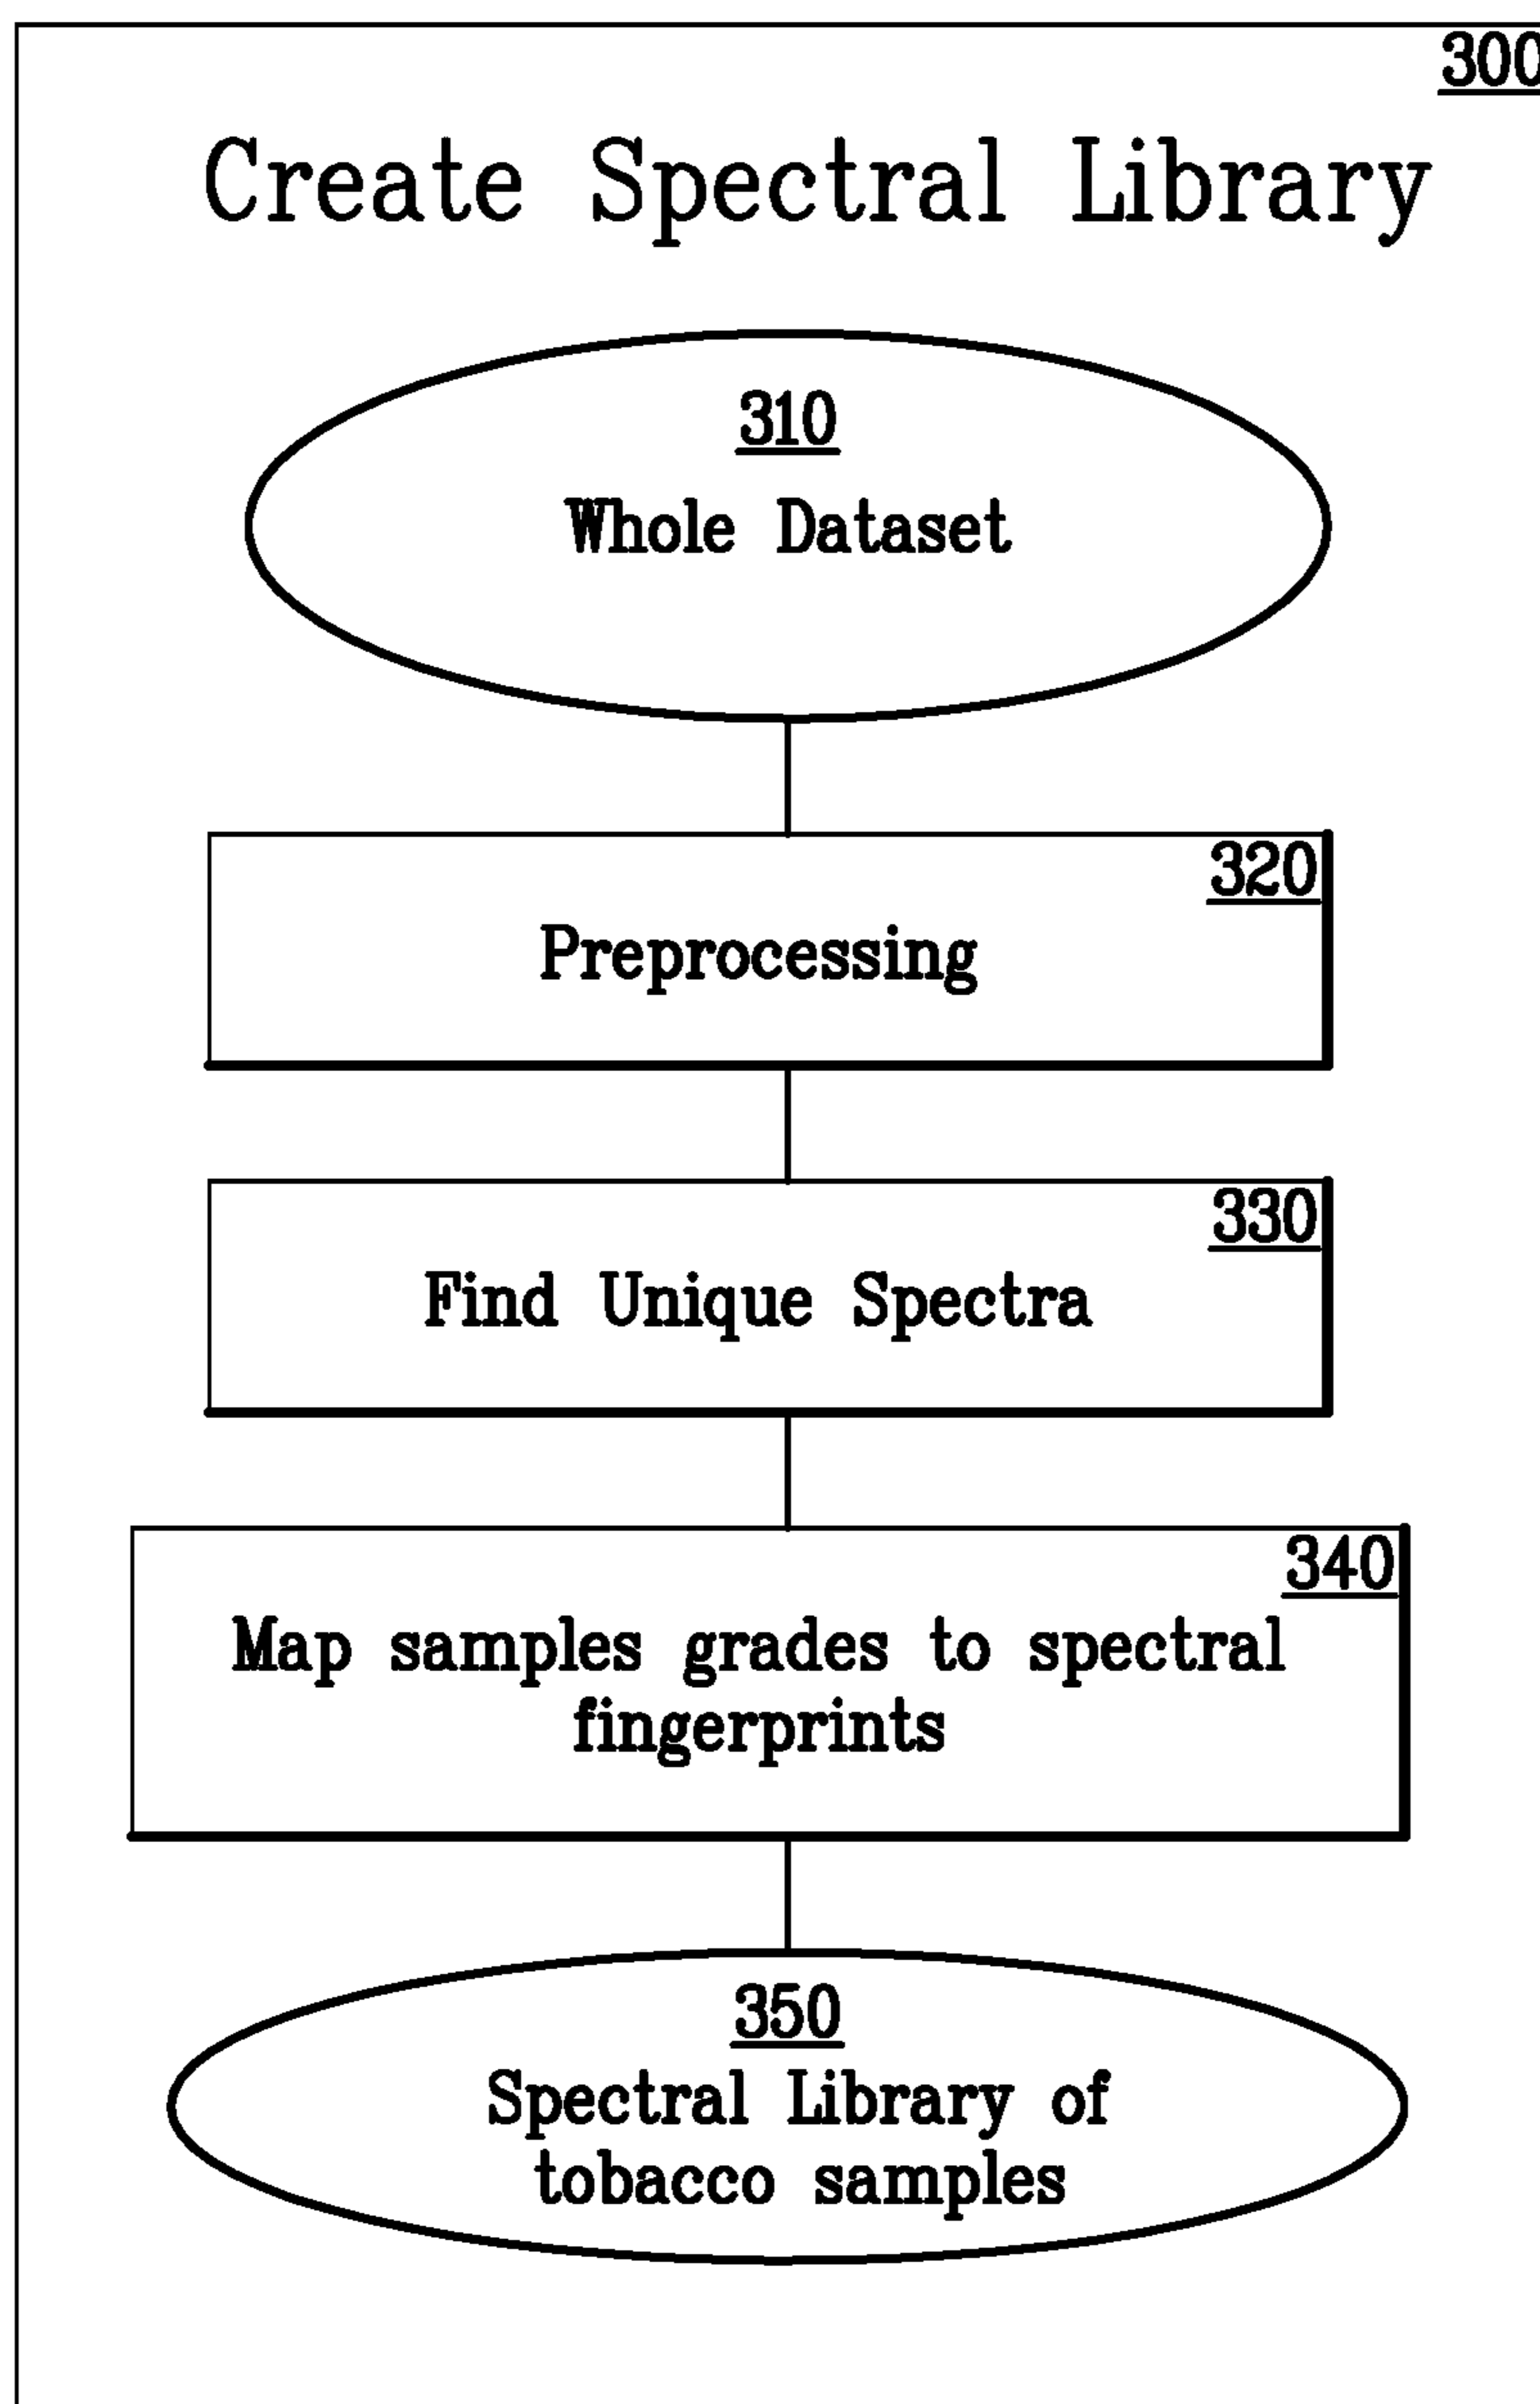 300
Create Spectral Library
310
Whole Dataset
320
Preprocessing
330
Find Unique Spectra
340
Map samples grades to spectral
fingerprints
350
Spectral Library of
tobacco samples